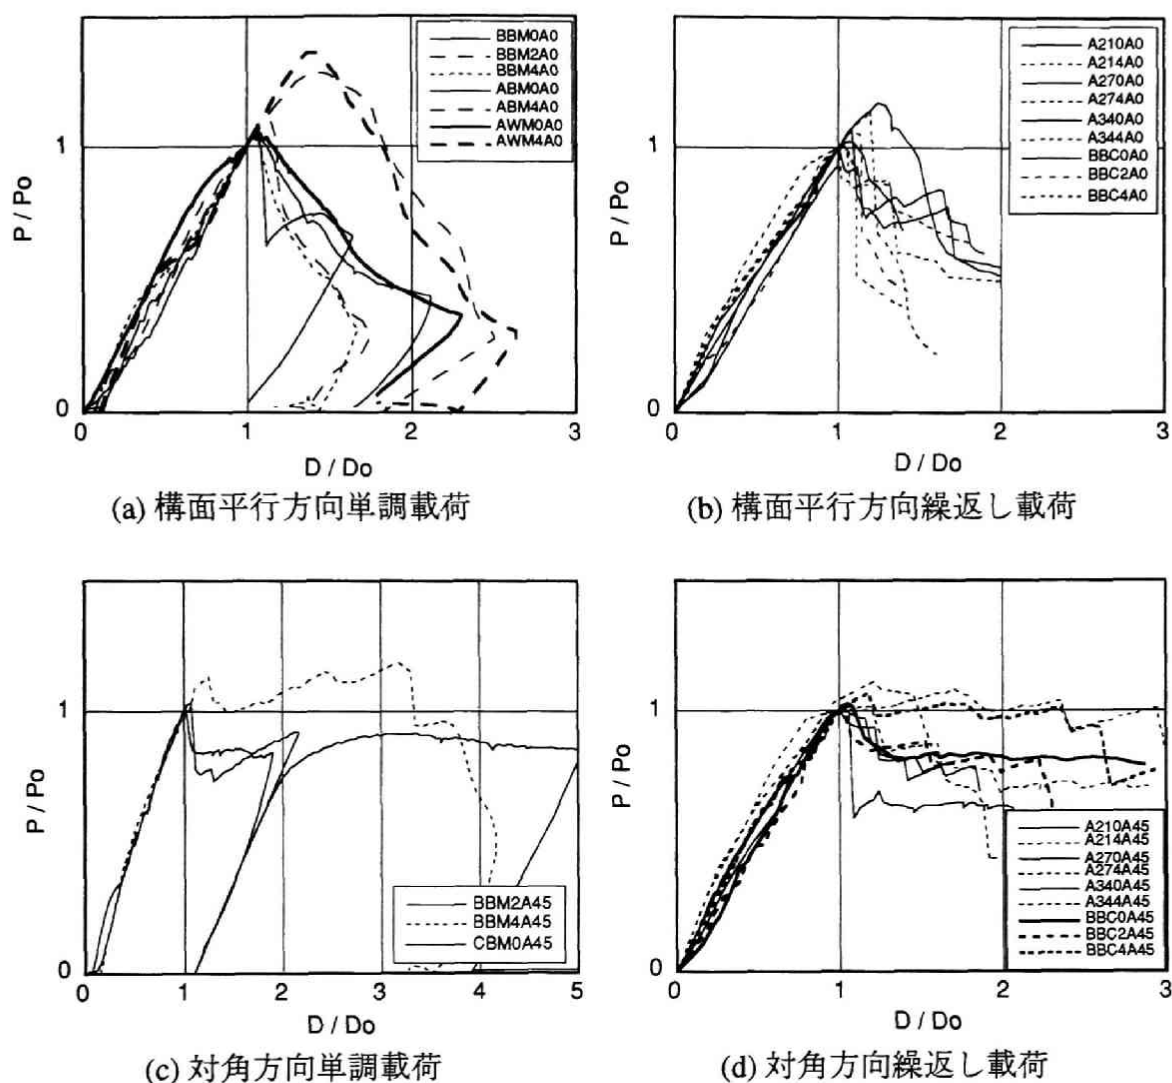 P / Po
1
0
BBM0A0
BBM2A0
BBM4A0
ABM0A0
ABM4A0
AWM0A0
AWM4A0
0 1 2 3
D / Do
(a) 構面平行方向単調載荷
P / Po
1
0
A210A0
A214A0
A270A0
A274A0
A340A0
A344A0
BBC0A0
BBC2A0
BBC4A0
0 1 2 3
D / Do
(b) 構面平行方向繰返し載荷
P / Po
1
0
BBM2A45
BBM4A45
CBM0A45
0 1 2 3 4 5
D / Do
(c) 対角方向単調載荷
P / Po
1
0
A210A45
A214A45
A270A45
A274A45
A340A45
A344A45
BBC0A45
BBC2A45
BBC4A45
0 1 2 3
D / Do
(d) 対角方向繰返し載荷